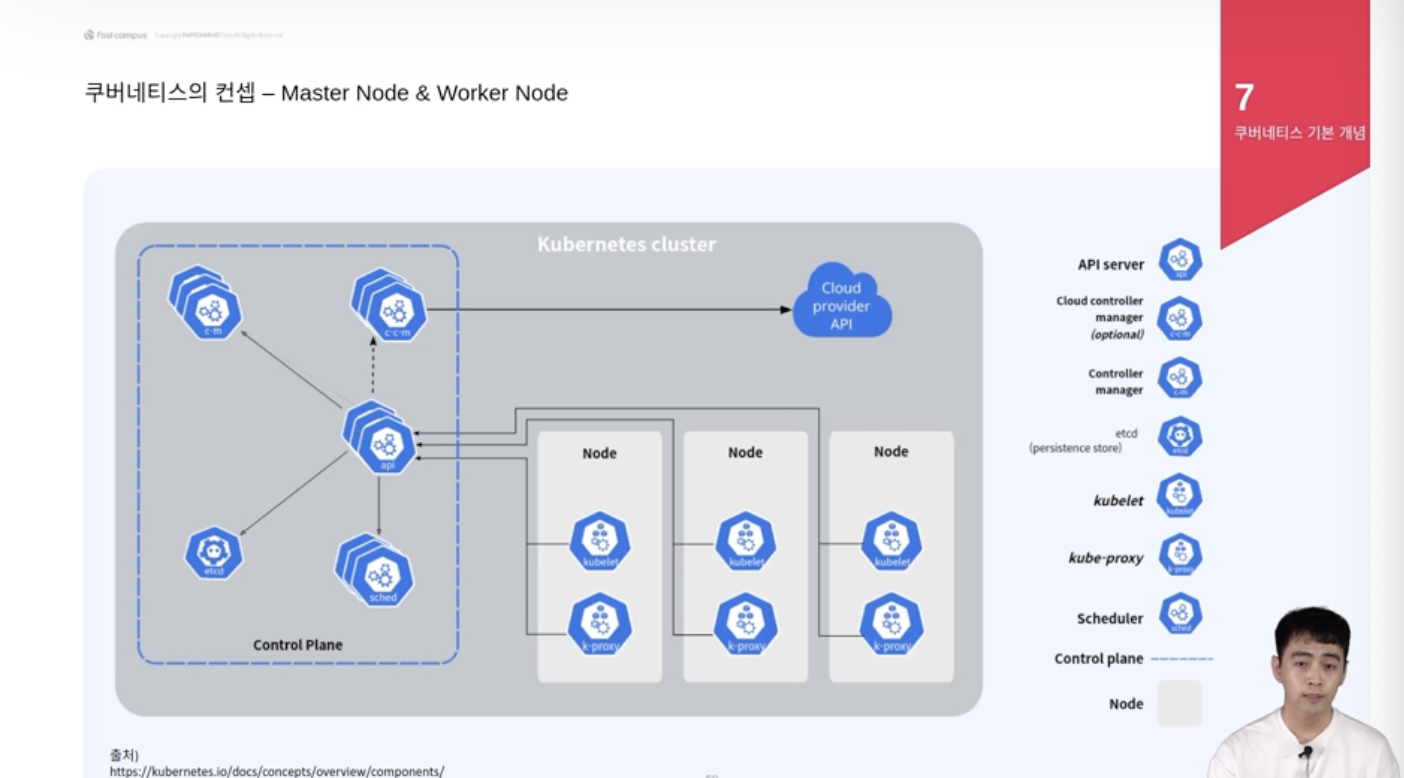 fast campus
Copyright FASTCAMPUS Corp. All Rights Reserved
쿠버네티스의 컨셉 – Master Node & Worker Node
7
쿠버네티스 기본 개념
Kubernetes cluster
c-m
c-c-m
Cloud
provider
API
api
etcd
sched
Control Plane
Node
kubelet
k-proxy
Node
kubelet
k-proxy
Node
kubelet
k-proxy
API server
api
Cloud controller
manager
(optional)
c-c-m
Controller
manager
c-m
etcd
(persistence store)
etcd
kubelet
kubelet
kube-proxy
k-proxy
Scheduler
sched
Control plane
Node
출처)
https://kubernetes.io/docs/concepts/overview/components/